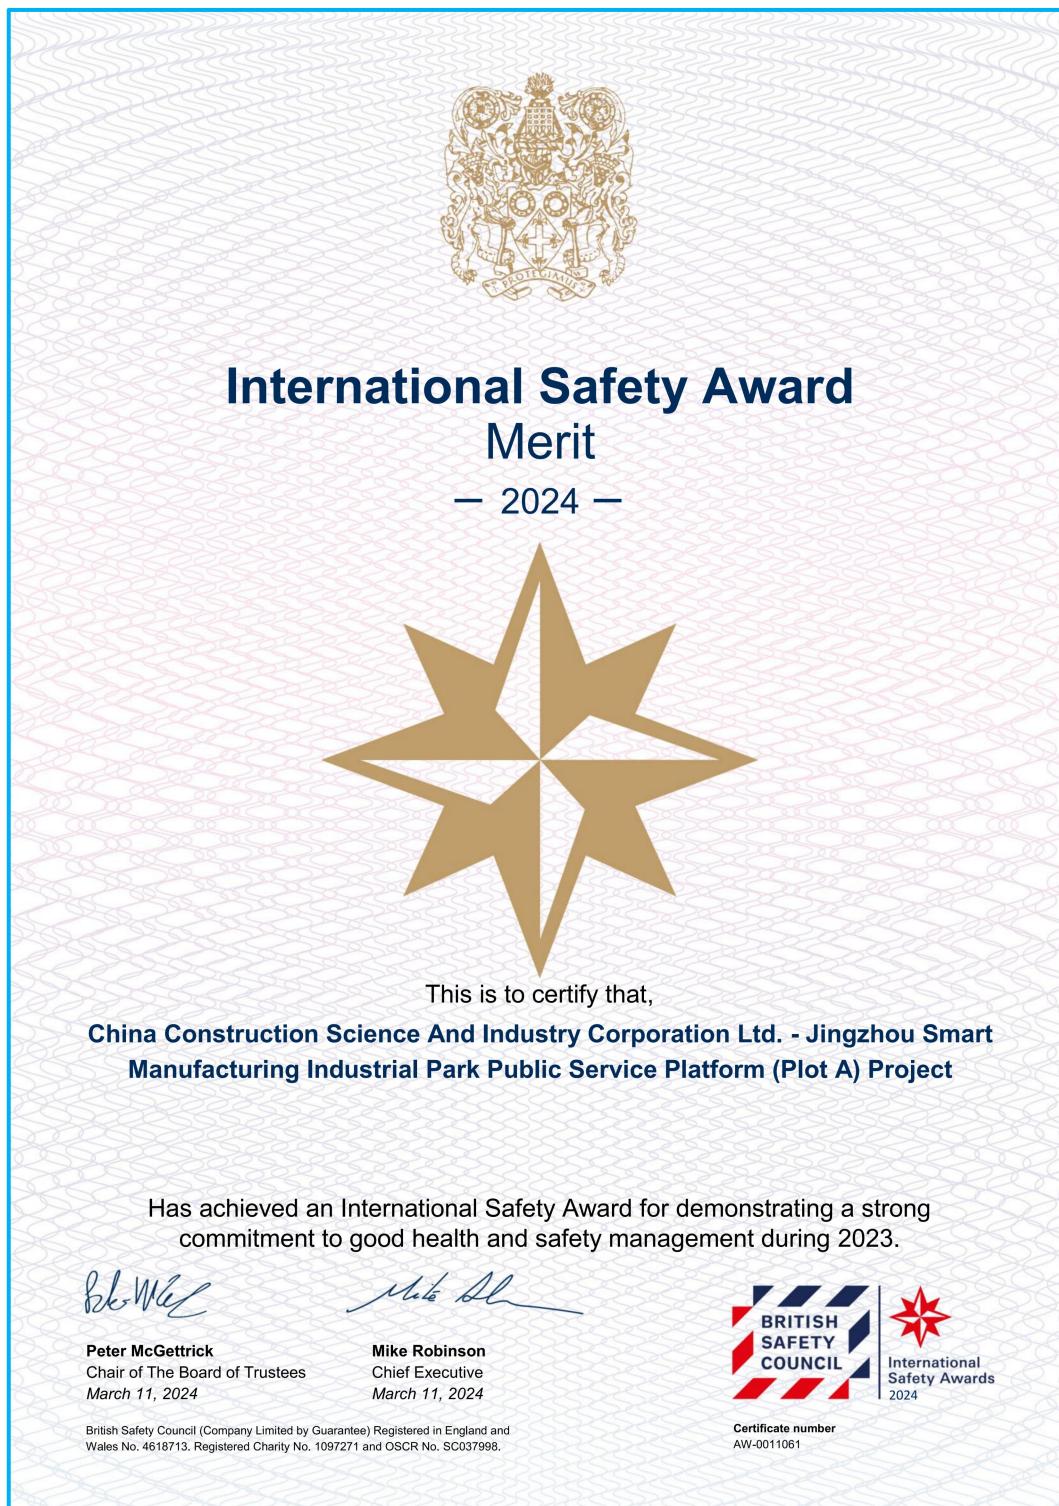 + PROTEGIMUS +
International Safety Award
Merit
— 2024 —
This is to certify that,
China Construction Science And Industry Corporation Ltd. - Jingzhou Smart
Manufacturing Industrial Park Public Service Platform (Plot A) Project
Has achieved an International Safety Award for demonstrating a strong
commitment to good health and safety management during 2023.
Peter McGettrick
Chair of The Board of Trustees
March 11, 2024
Mike Robinson
Chief Executive
March 11, 2024
BRITISH
SAFETY
COUNCIL
International
Safety Awards
2024
British Safety Council (Company Limited by Guarantee) Registered in England and
Wales No. 4618713. Registered Charity No. 1097271 and OSCR No. SC037998.
Certificate number
AW-0011061